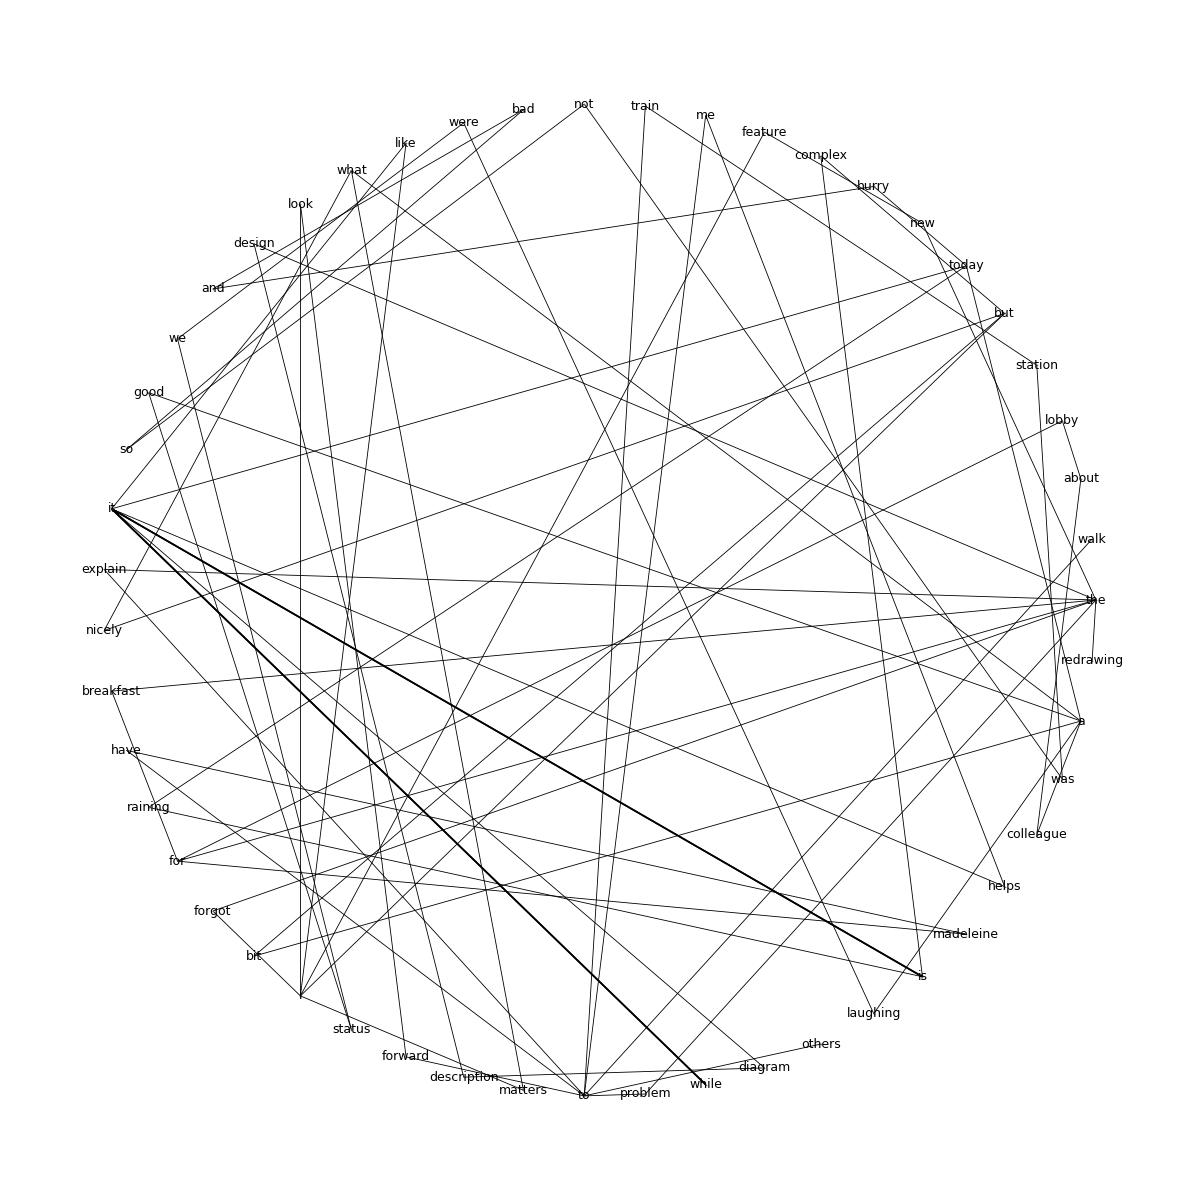 not
train
me
feature
complex
hurry
new
today
but
station
lobby
about
walk
the
redrawing
a
was
colleague
helps
madeleine
is
laughing
others
diagram
while
problem
to
matters
description
forward
status
bit
forgot
for
raining
have
breakfast
nicely
explain
it
so
good
we
and
design
look
what
like
were
bad